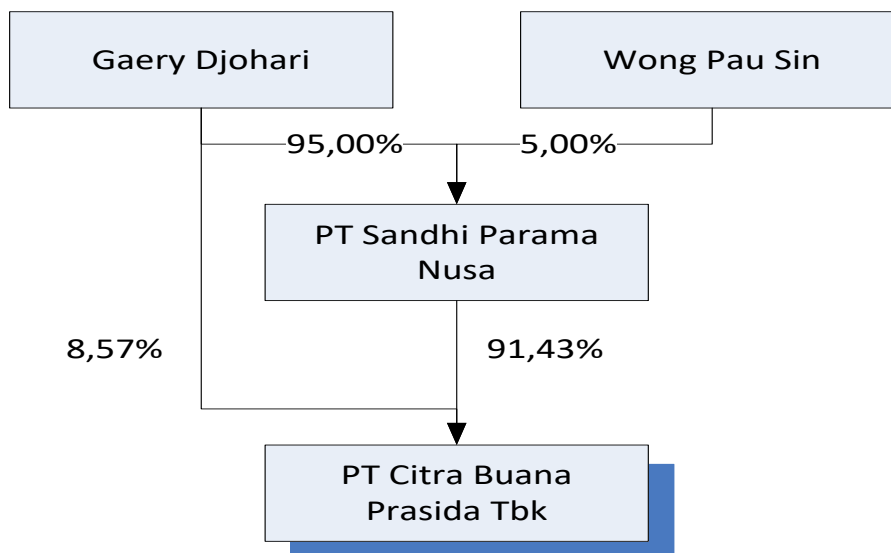 Gaery Djohari
Wong Pau Sin
95,00%
5,00%
PT Sandhi Parama
Nusa
8,57%
91,43%
PT Citra Buana
Prasida Tbk